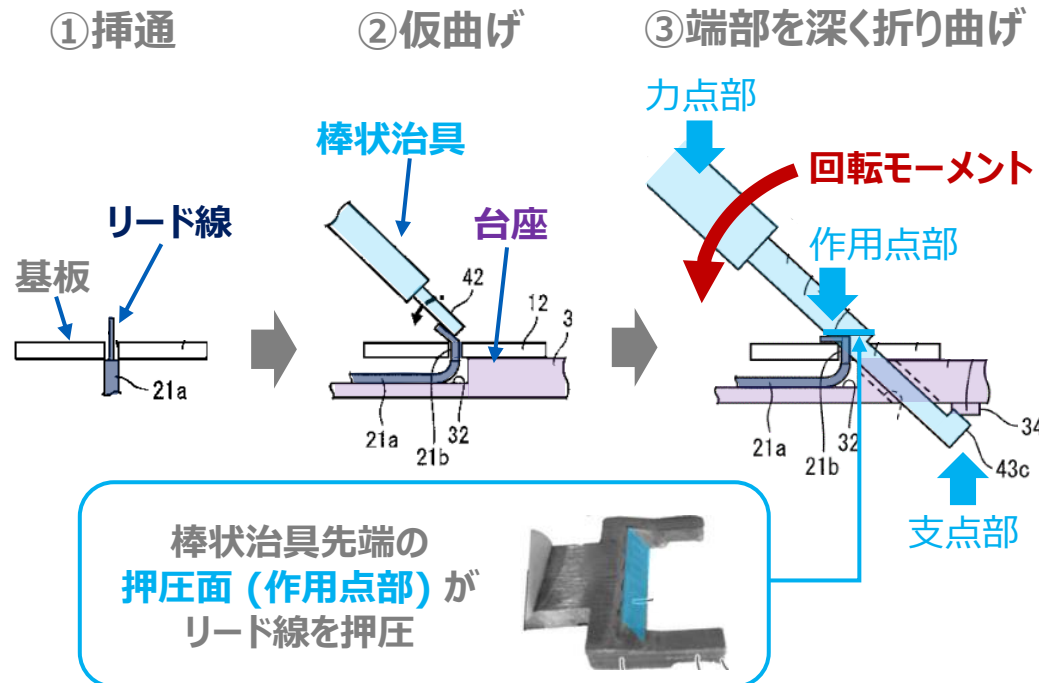 ①挿通
②仮曲げ
③端部を深く折り曲げ
力点部
棒状治具
回転モーメント
リード線
台座
作用点部
基板
42
12
3
21a
21a
32
21b
21a
32
21b
34
43c
支点部
棒状治具先端の
押圧面 (作用点部) が
リード線を押圧